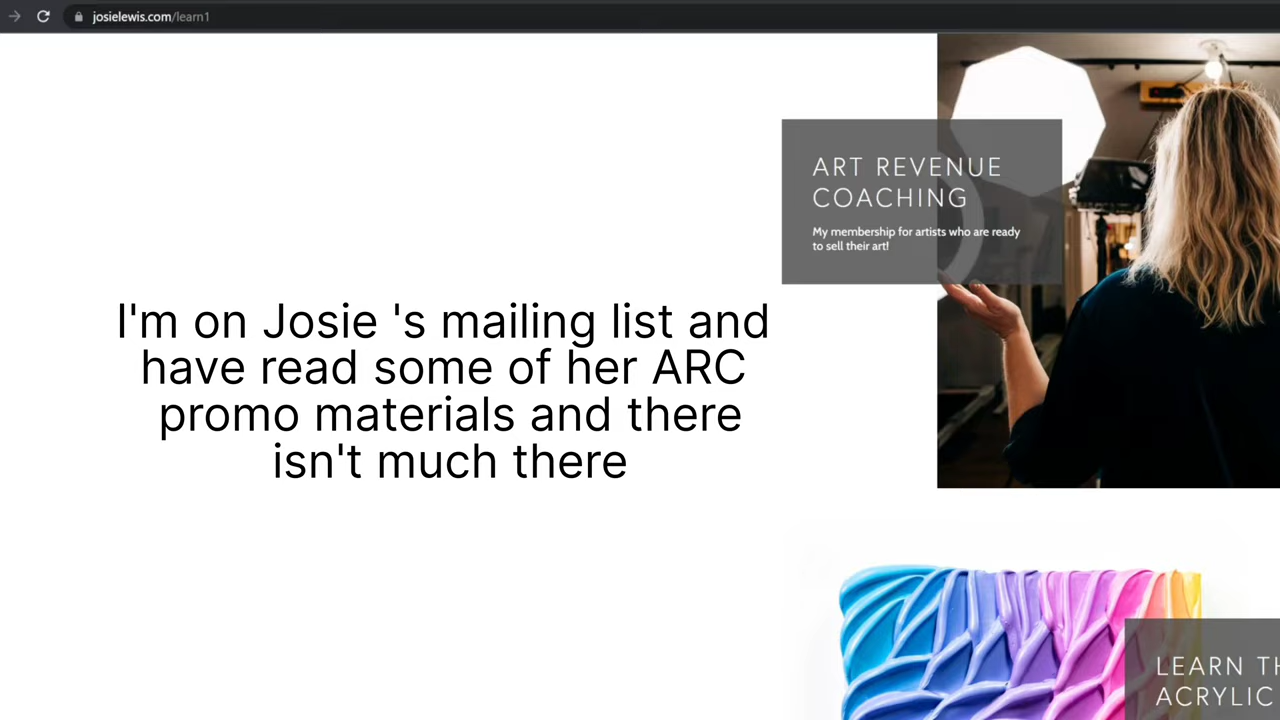 josielewis.com/learn1
ART REVENUE
COACHING
My membership for artists who are ready
to sell their art!
I'm on Josie 's mailing list and
have read some of her ARC
promo materials and there
isn't much there
LEARN
ACRYLIC